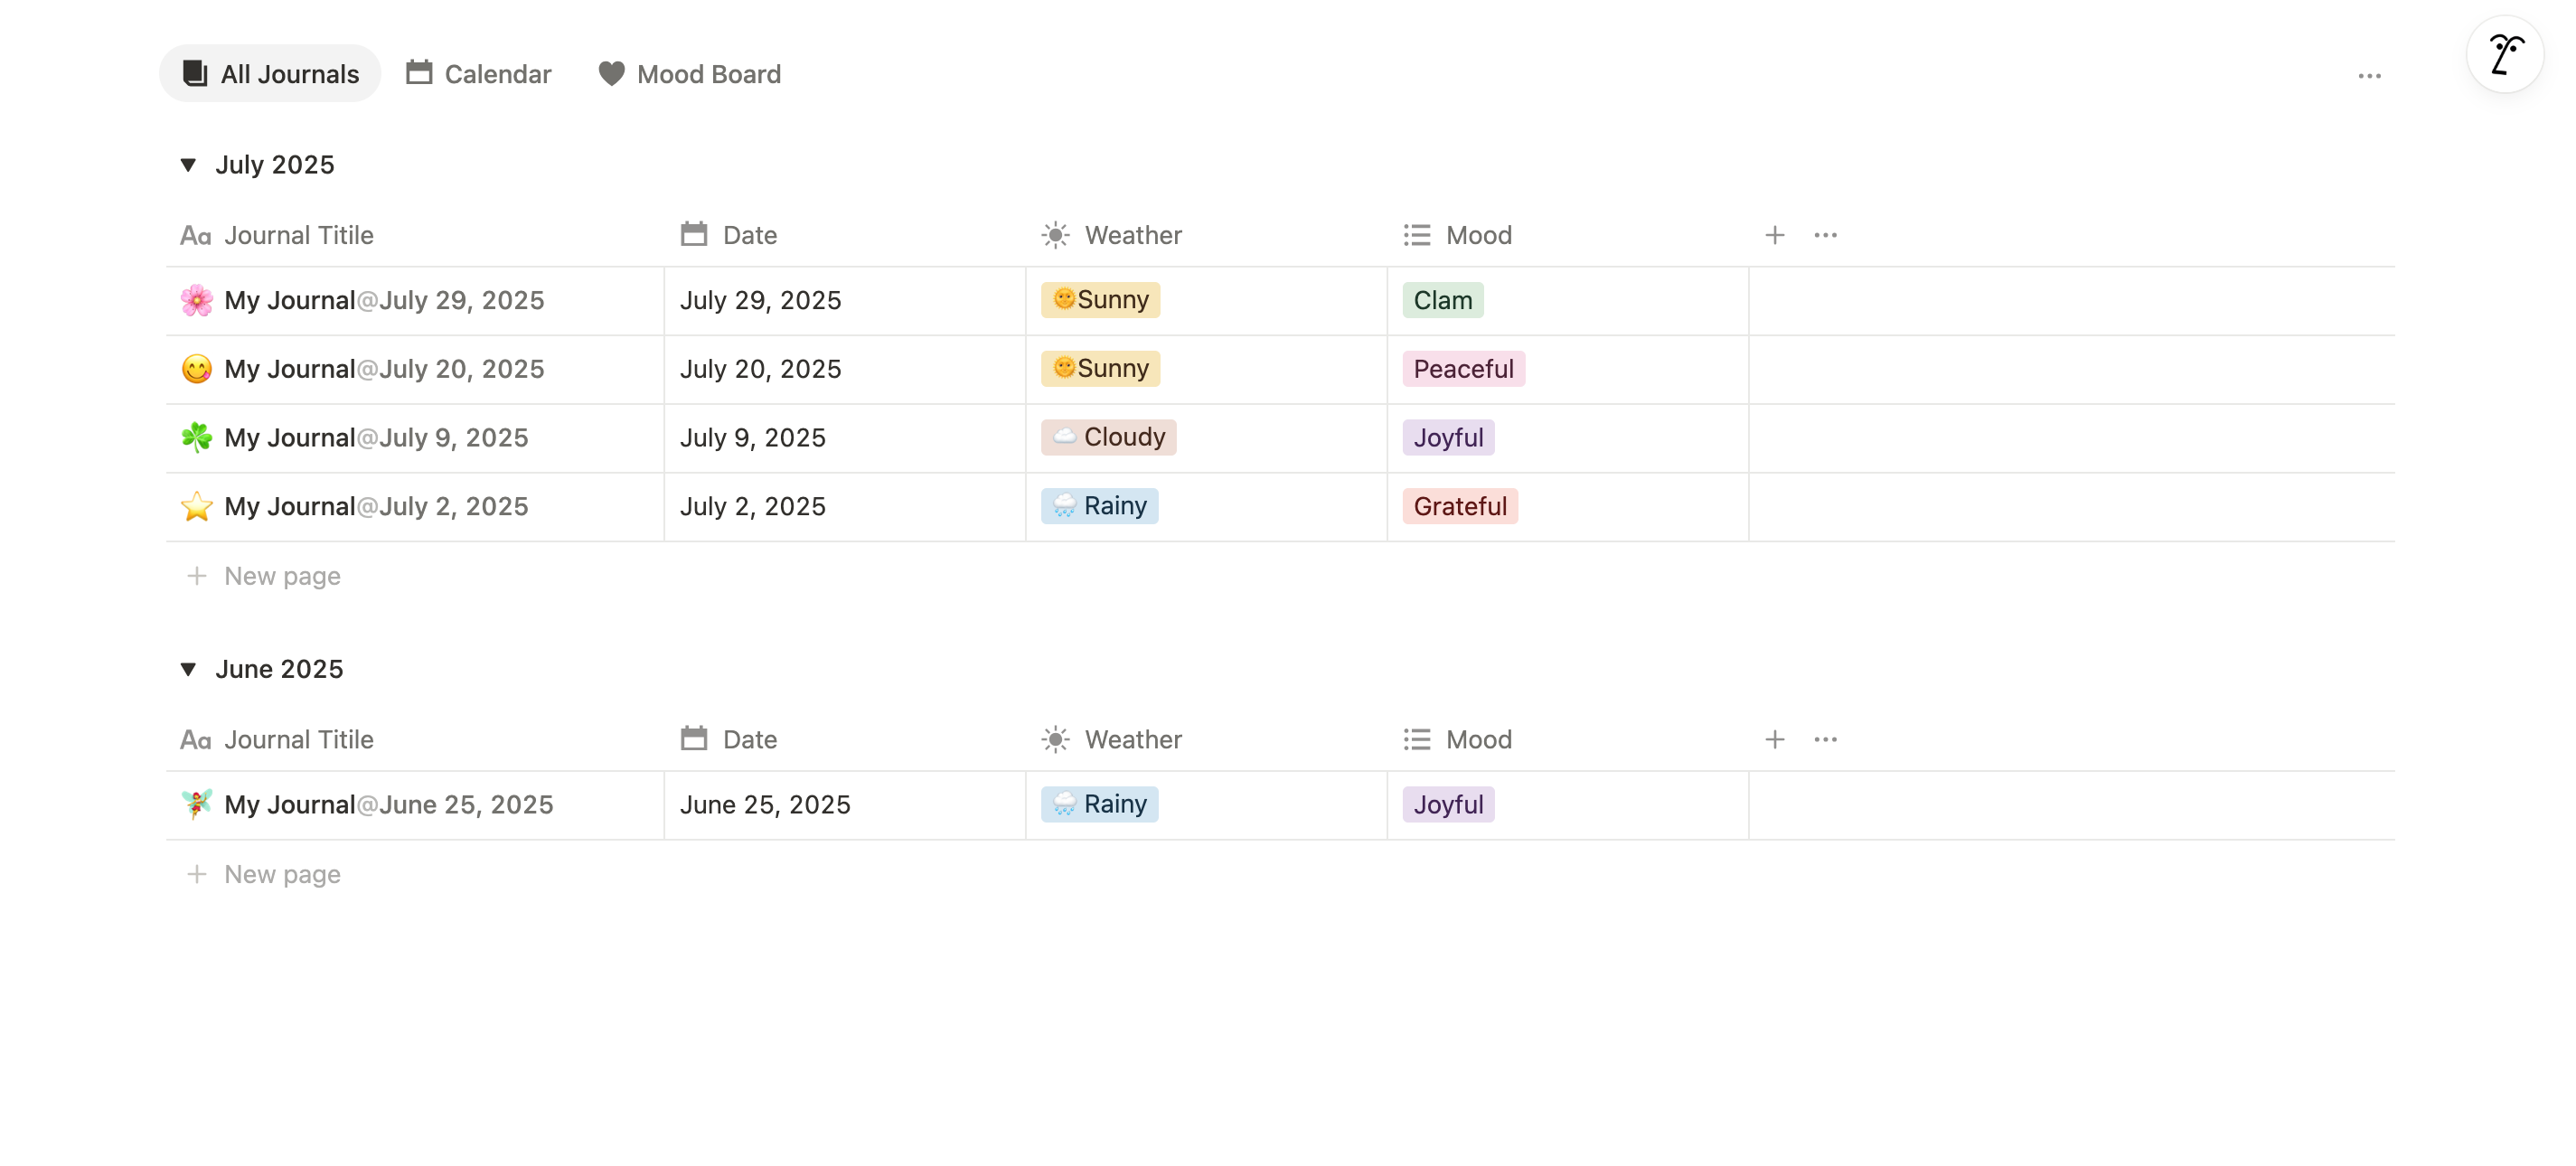 All Journals Calendar Mood Board
July 2025
Aa Journal Titile Date Weather Mood
My Journal@July 29, 2025 July 29, 2025 Sunny Clam
My Journal@July 20, 2025 July 20, 2025 Sunny Peaceful
My Journal@July 9, 2025 July 9, 2025 Cloudy Joyful
My Journal@July 2, 2025 July 2, 2025 Rainy Grateful
+ New page
June 2025
Aa Journal Titile Date Weather Mood
My Journal@June 25, 2025 June 25, 2025 Rainy Joyful
+ New page